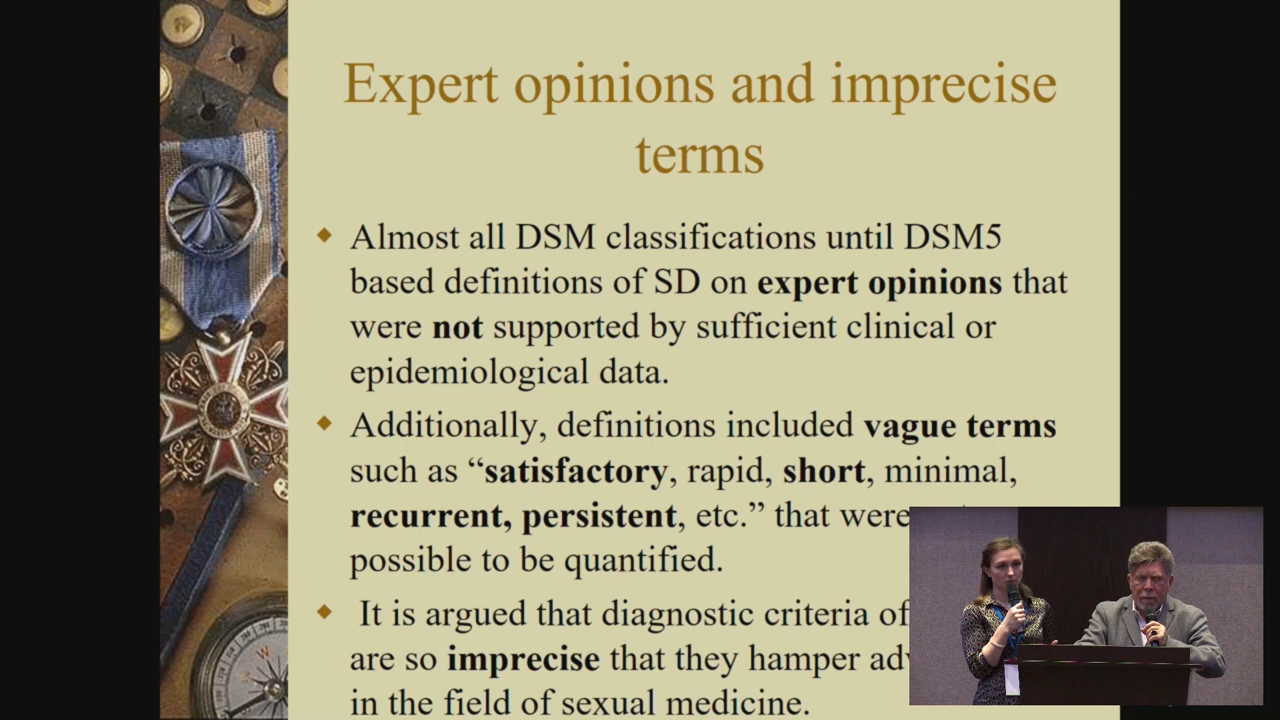 Expert opinions and imprecise
terms
Almost all DSM classifications until DSM5
based definitions of SD on expert opinions that
were not supported by sufficient clinical or
epidemiological data.
Additionally, definitions included vague terms
such as “satisfactory, rapid, short, minimal,
recurrent, persistent, etc.” that were
possible to be quantified.
It is argued that diagnostic criteria of
are so imprecise that they hamper
in the field of sexual medicine.